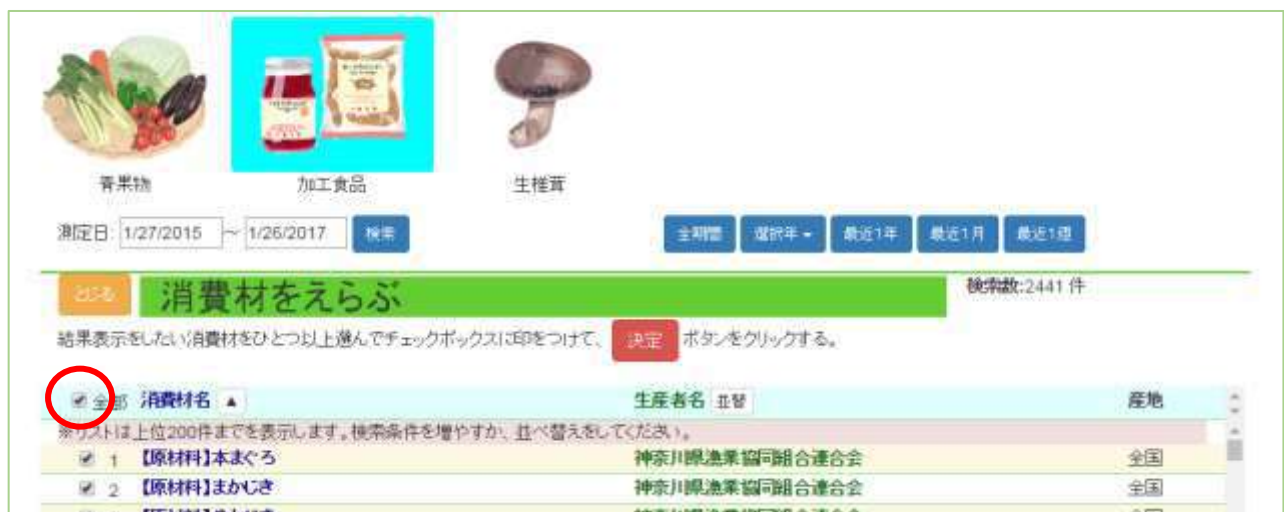 青果物 加工食品 生椎茸
測定日: 1/27/2015 ～ 1/26/2017 検索 全期間 選択年 最近1年 最近1月 最近1週
とじる 消費材をえらぶ 検索数:2441 件
結果表示をしたい消費材をひとつ以上選んでチェックボックスに印をつけて、 決定 ボタンをクリックする。
全部 消費材名 ▲ 生産者名 並替 産地
※リストは上位200件までを表示します。検索条件を増やすか、並べ替えをしてください。
1 【原材料】本まぐろ 神奈川県漁業協同組合連合会 全国
2 【原材料】まかじき 神奈川県漁業協同組合連合会 全国